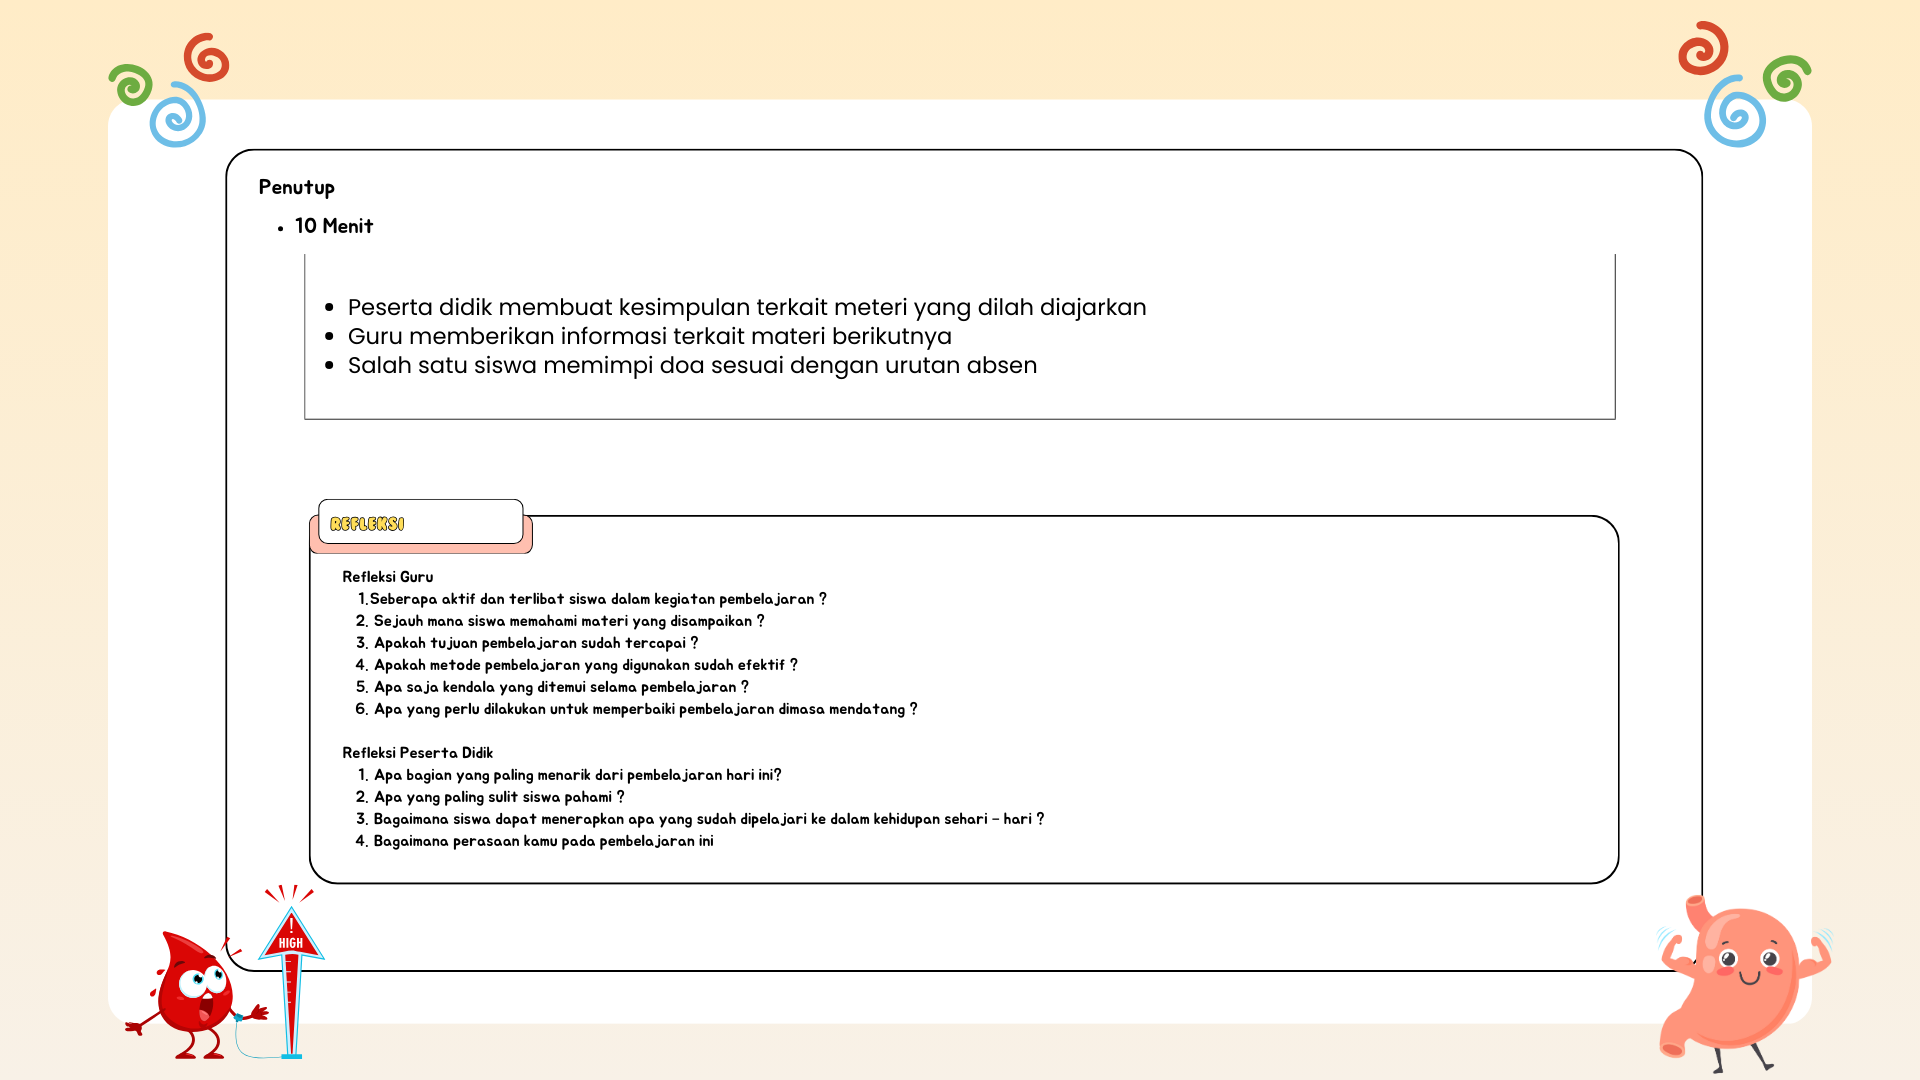 Penutup
• 10 Menit
• Peserta didik membuat kesimpulan terkait meteri yang dilah diajarkan
• Guru memberikan informasi terkait materi berikutnya
• Salah satu siswa memimpi doa sesuai dengan urutan absen
REFLEKSI
Refleksi Guru
1.Seberapa aktif dan terlibat siswa dalam kegiatan pembelajaran ?
2. Sejauh mana siswa memahami materi yang disampaikan ?
3. Apakah tujuan pembelajaran sudah tercapai ?
4. Apakah metode pembelajaran yang digunakan sudah efektif ?
5. Apa saja kendala yang ditemui selama pembelajaran ?
6. Apa yang perlu dilakukan untuk memperbaiki pembelajaran dimasa mendatang ?
Refleksi Peserta Didik
1. Apa bagian yang paling menarik dari pembelajaran hari ini?
2. Apa yang paling sulit siswa pahami ?
3. Bagaimana siswa dapat menerapkan apa yang sudah dipelajari ke dalam kehidupan sehari - hari ?
4. Bagaimana perasaan kamu pada pembelajaran ini
!
HIGH